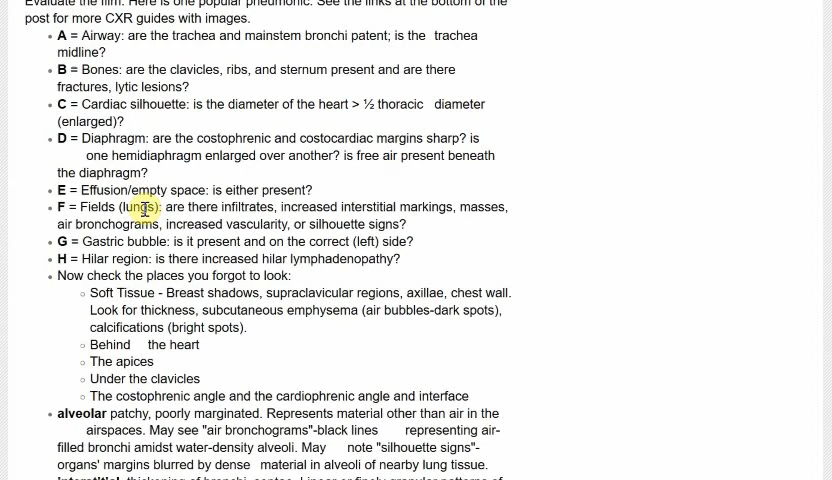 Evaluate the film. Here is one popular pneumonic. See the links at the bottom of the
post for more CXR guides with images.
A = Airway: are the trachea and mainstem bronchi patent; is the trachea
midline?
B = Bones: are the clavicles, ribs, and sternum present and are there
fractures, lytic lesions?
C = Cardiac silhouette: is the diameter of the heart > ½ thoracic diameter
(enlarged)?
D = Diaphragm: are the costophrenic and costocardiac margins sharp? is
one hemidiaphragm enlarged over another? is free air present beneath
the diaphragm?
E = Effusion/empty space: is either present?
F = Fields (lungs): are there infiltrates, increased interstitial markings, masses,
air bronchograms, increased vascularity, or silhouette signs?
G = Gastric bubble: is it present and on the correct (left) side?
H = Hilar region: is there increased hilar lymphadenopathy?
Now check the places you forgot to look:
Soft Tissue - Breast shadows, supraclavicular regions, axillae, chest wall.
Look for thickness, subcutaneous emphysema (air bubbles-dark spots),
calcifications (bright spots).
Behind the heart
The apices
Under the clavicles
The costophrenic angle and the cardiophrenic angle and interface
alveolar patchy, poorly marginated. Represents material other than air in the
airspaces. May see "air bronchograms"-black lines representing air-
filled bronchi amidst water-density alveoli. May note "silhouette signs"-
organs' margins blurred by dense material in alveoli of nearby lung tissue.